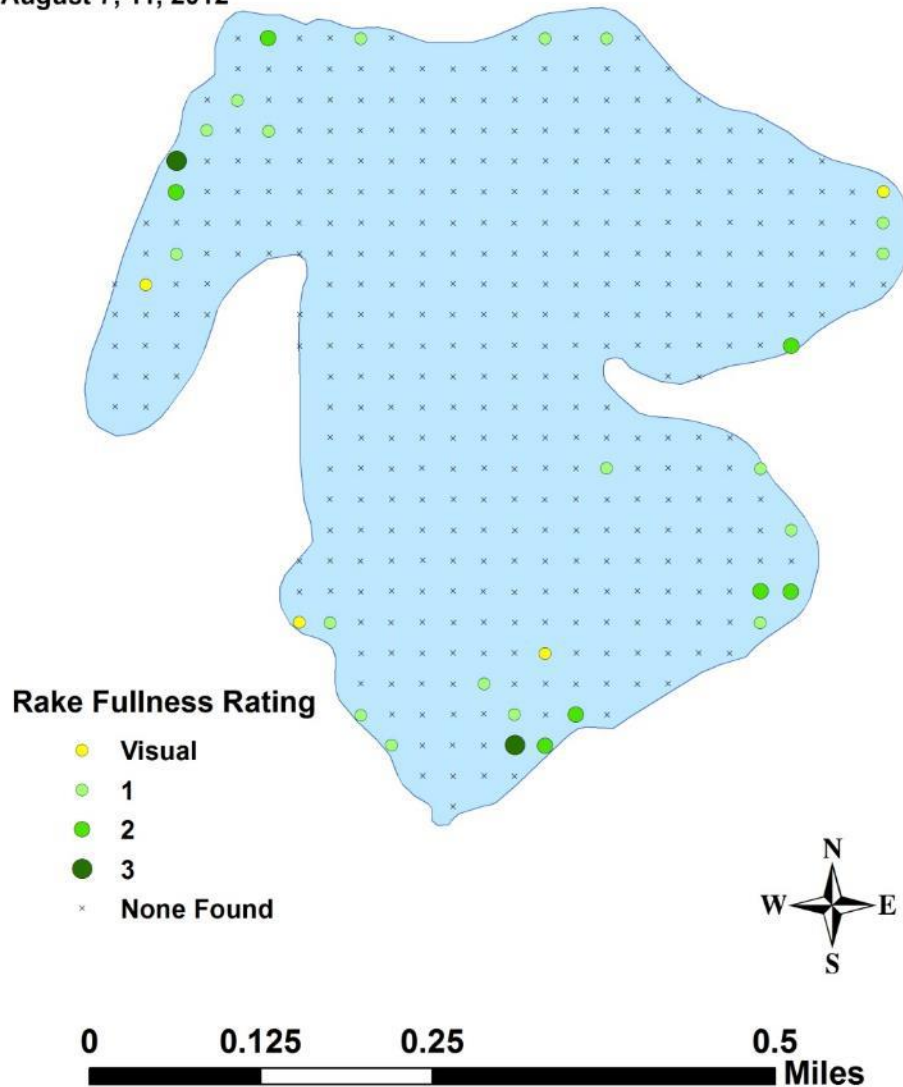 August 7, 11, 2012
Rake Fullness Rating
Visual
1
2
3
None Found
N
W E
S
0 0.125 0.25 0.5
Miles